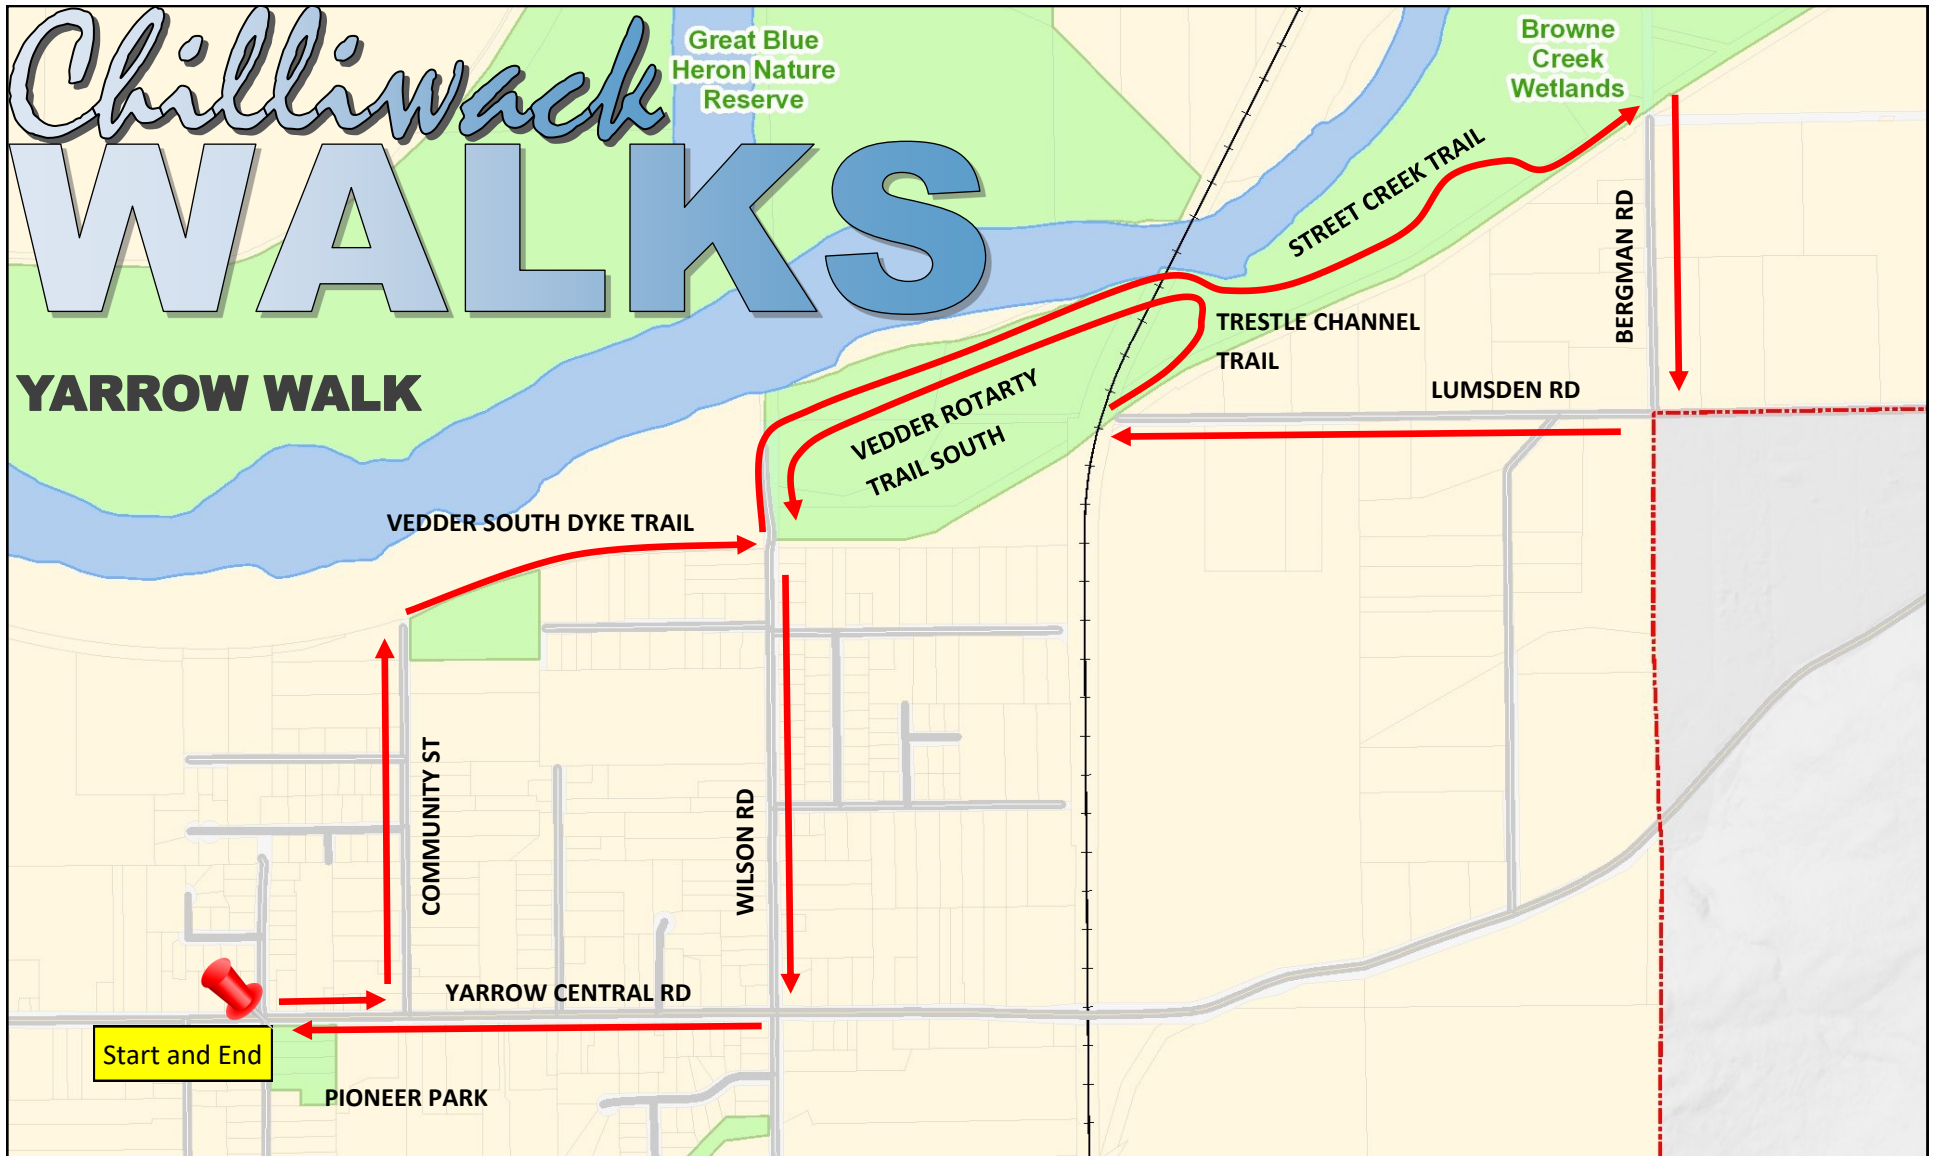 Chilliwack
WALKS
YARROW WALK
Great Blue
Heron Nature
Reserve
Browne
Creek
Wetlands
STREET CREEK TRAIL
BERGMAN RD
TRESTLE CHANNEL
TRAIL
LUMSDEN RD
VEDDER ROTARTY
TRAIL SOUTH
VEDDER SOUTH DYKE TRAIL
COMMUNITY ST
WILSON RD
YARROW CENTRAL RD
Start and End
PIONEER PARK